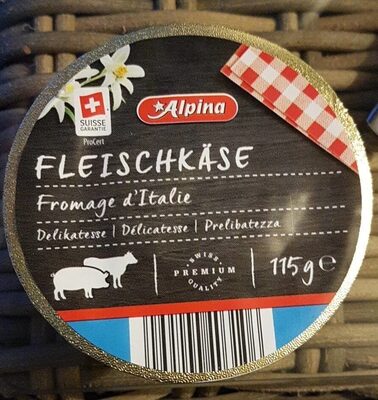 SUISSE
GARANTIE
ProCert
Alpina
FLEISCHKÄSE
Fromage d'Italie
Delikatesse | Délicatesse | Prelibatezza
SWISS
PREMIUM
QUALITY
115g e